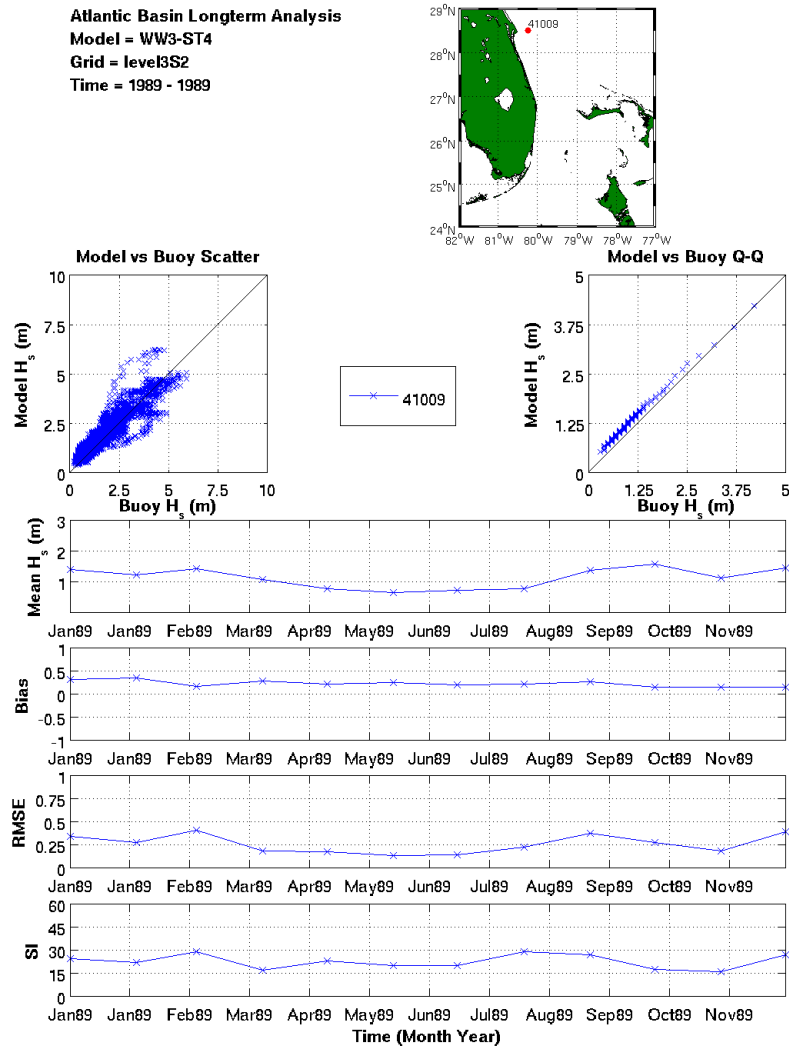 Atlantic Basin Longterm Analysis
Model = WW3-ST4
Grid = level3S2
Time = 1989 - 1989
29°N
28°N
27°N
26°N
25°N
24°N
82°W 81°W 80°W 79°W 78°W 77°W
41009
Model vs Buoy Scatter
10
7.5
5
2.5
0
0 2.5 5 7.5 10
Model H_s (m)
Buoy H_s (m)
41009
Model vs Buoy Q-Q
5
3.75
2.5
1.25
0
0 1.25 2.5 3.75 5
Model H_s (m)
Buoy H_s (m)
Mean H_s (m)
3
2
1
Jan89 Jan89 Feb89 Mar89 Apr89 May89 Jun89 Jul89 Aug89 Sep89 Oct89 Nov89
Bias
1
0.5
0
-0.5
-1
Jan89 Jan89 Feb89 Mar89 Apr89 May89 Jun89 Jul89 Aug89 Sep89 Oct89 Nov89
RMSE
1
0.75
0.5
0.25
0
Jan89 Jan89 Feb89 Mar89 Apr89 May89 Jun89 Jul89 Aug89 Sep89 Oct89 Nov89
SI
60
45
30
15
0
Jan89 Jan89 Feb89 Mar89 Apr89 May89 Jun89 Jul89 Aug89 Sep89 Oct89 Nov89
Time (Month Year)